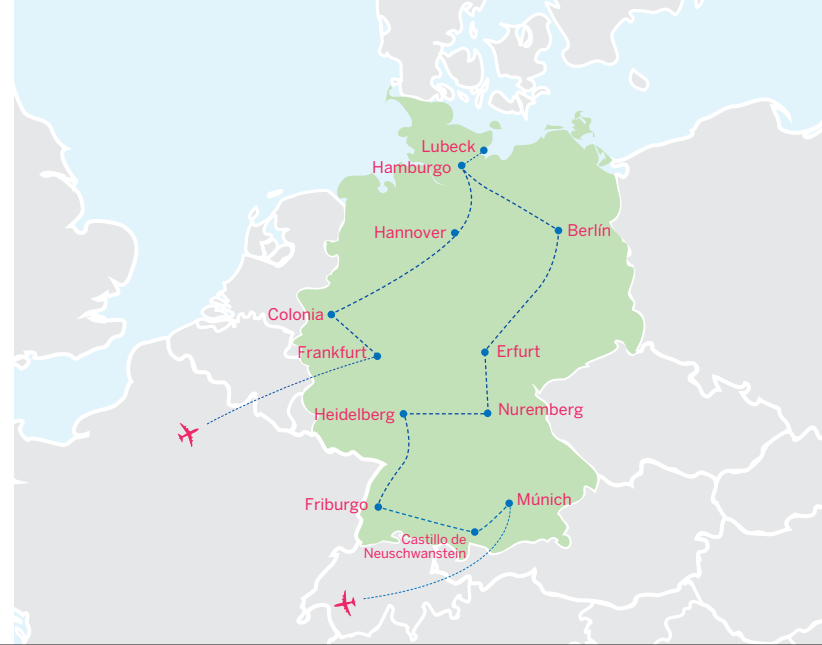 Lubeck
Hamburgo
Hannover
Berlín
Colonia
Frankfurt
Erfurt
Heidelberg
Nuremberg
Friburgo
Múnich
Castillo de
Neuschwanstein